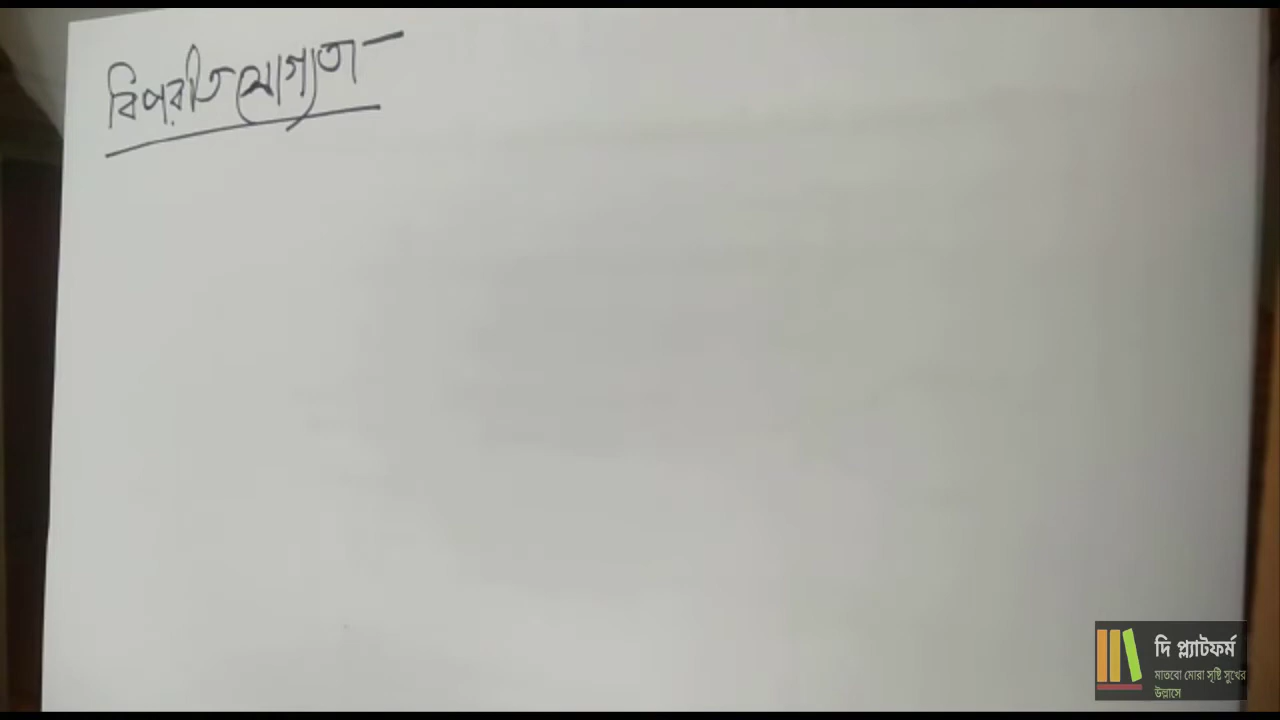 বিপরীত যোগ্যতা —
দি প্ল্যাটফর্ম
মাতবো মোরা সৃষ্টি সুখের
উল্লাসে